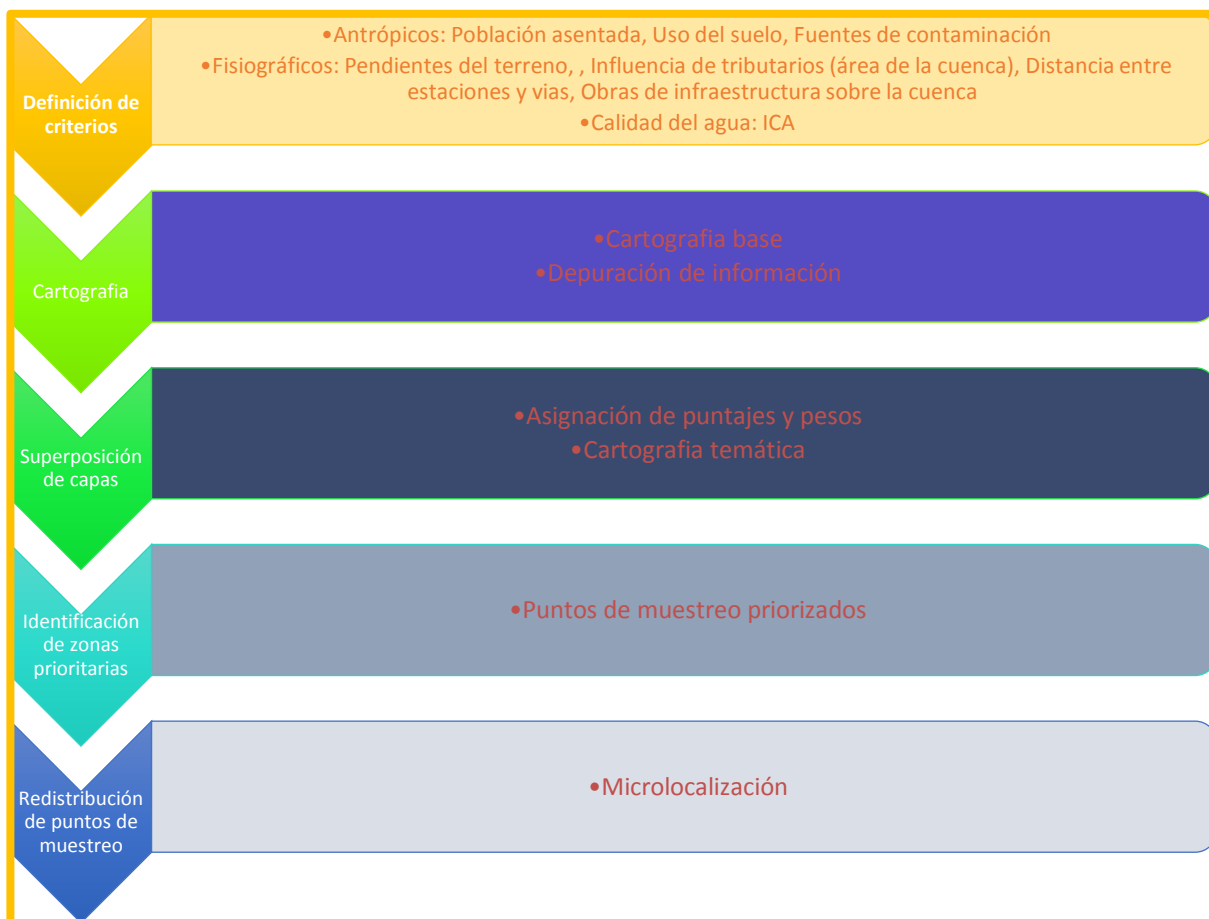 •Antrópicos: Población asentada, Uso del suelo, Fuentes de contaminación
•Fisiográficos: Pendientes del terreno, , Influencia de tributarios (área de la cuenca), Distancia entre
estaciones y vias, Obras de infraestructura sobre la cuenca
•Calidad del agua: ICA
Definición de
criterios
•Cartografia base
•Depuración de información
Cartografia
•Asignación de puntajes y pesos
•Cartografia temática
Superposición
de capas
•Puntos de muestreo priorizados
Identificación
de zonas
prioritarias
•Microlocalización
Redistribución
de puntos de
muestreo